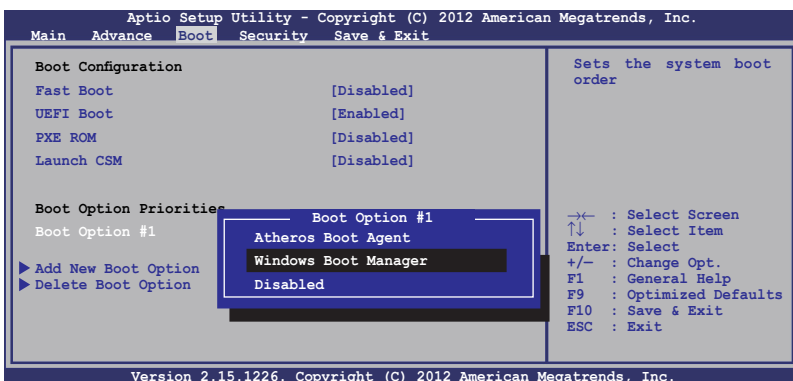 Aptio Setup Utility - Copyright (C) 2012 American Megatrends, Inc.
Main Advance Boot Security Save & Exit
Boot Configuration
Fast Boot [Disabled]
UEFI Boot [Enabled]
PXE ROM [Disabled]
Launch CSM [Disabled]
Boot Option Priorities
Boot Option #1
Add New Boot Option
Delete Boot Option
Boot Option #1
Atheros Boot Agent
Windows Boot Manager
Disabled
Sets the system boot
order
→← : Select Screen
↑↓ : Select Item
Enter: Select
+/— : Change Opt.
F1 : General Help
F9 : Optimized Defaults
F10 : Save & Exit
ESC : Exit
Version 2.15.1226. Copyright (C) 2012 American Megatrends, Inc.